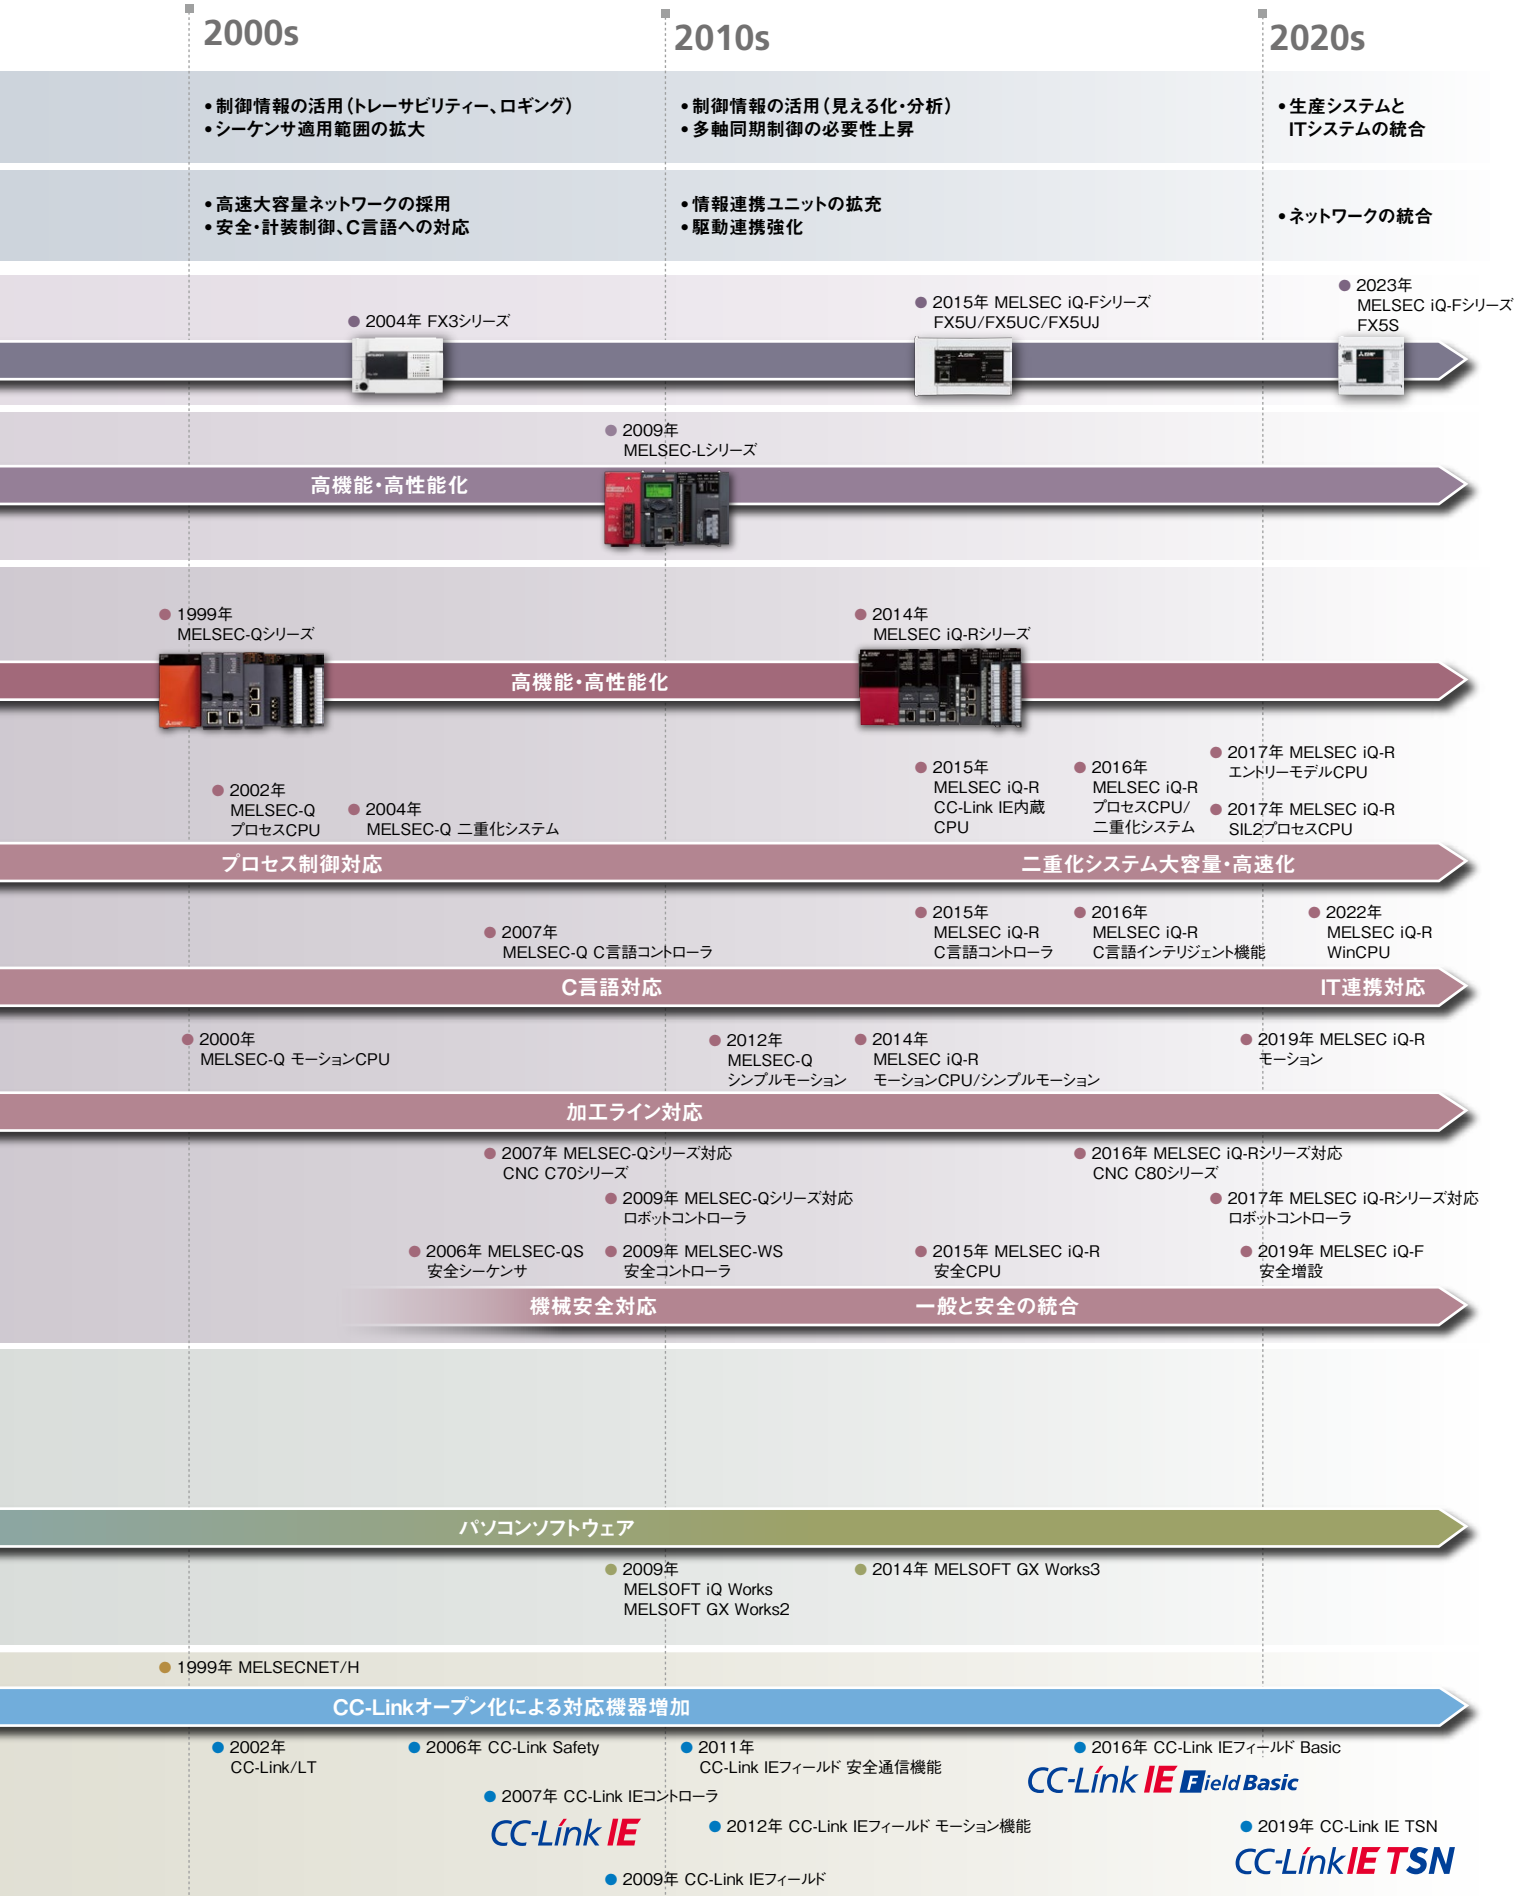 2000s
2010s
2020s
•制御情報の活用（トレーサビリティー、ロギング）
•シーケンサ適用範囲の拡大
•制御情報の活用（見える化・分析）
•多軸同期制御の必要性上昇
•生産システムと
ITシステムの統合
•高速大容量ネットワークの採用
•安全・計装制御、C言語への対応
•情報連携ユニットの拡充
•駆動連携強化
•ネットワークの統合
● 2004年 FX3シリーズ
● 2015年 MELSEC iQ-Fシリーズ
FX5U/FX5UC/FX5UJ
● 2023年
MELSEC iQ-Fシリーズ
FX5S
● 2009年
MELSEC-Lシリーズ
高機能・高性能化
● 1999年
MELSEC-Qシリーズ
● 2014年
MELSEC iQ-Rシリーズ
高機能・高性能化
● 2002年
MELSEC-Q
プロセスCPU
● 2004年
MELSEC-Q 二重化システム
● 2015年
MELSEC iQ-R
CC-Link IE内蔵
CPU
● 2016年
MELSEC iQ-R
プロセスCPU/
二重化システム
● 2017年 MELSEC iQ-R
エントリーモデルCPU
● 2017年 MELSEC iQ-R
SIL2プロセスCPU
プロセス制御対応
二重化システム大容量・高速化
● 2007年
MELSEC-Q C言語コントローラ
● 2015年
MELSEC iQ-R
C言語コントローラ
● 2016年
MELSEC iQ-R
C言語インテリジェント機能
● 2022年
MELSEC iQ-R
WinCPU
C言語対応
IT連携対応
● 2000年
MELSEC-Q モーションCPU
● 2012年
MELSEC-Q
シンプルモーション
● 2014年
MELSEC iQ-R
モーションCPU/シンプルモーション
● 2019年 MELSEC iQ-R
モーション
加工ライン対応
● 2007年 MELSEC-Qシリーズ対応
CNC C70シリーズ
● 2016年 MELSEC iQ-Rシリーズ対応
CNC C80シリーズ
● 2009年 MELSEC-Qシリーズ対応
ロボットコントローラ
● 2017年 MELSEC iQ-Rシリーズ対応
ロボットコントローラ
● 2006年 MELSEC-QS
安全シーケンサ
● 2009年 MELSEC-WS
安全コントローラ
● 2015年 MELSEC iQ-R
安全CPU
● 2019年 MELSEC iQ-F
安全増設
機械安全対応
一般と安全の統合
パソコンソフトウェア
● 2009年
MELSOFT iQ Works
MELSOFT GX Works2
● 2014年 MELSOFT GX Works3
● 1999年 MELSECNET/H
CC-Linkオープン化による対応機器増加
● 2002年
CC-Link/LT
● 2006年 CC-Link Safety
● 2011年
CC-Link IEフィールド 安全通信機能
● 2016年 CC-Link IEフィールド Basic
CC-Link IE Field Basic
● 2007年 CC-Link IEコントローラ
CC-Link IE
● 2012年 CC-Link IEフィールド モーション機能
● 2019年 CC-Link IE TSN
CC-Link IE TSN
● 2009年 CC-Link IEフィールド